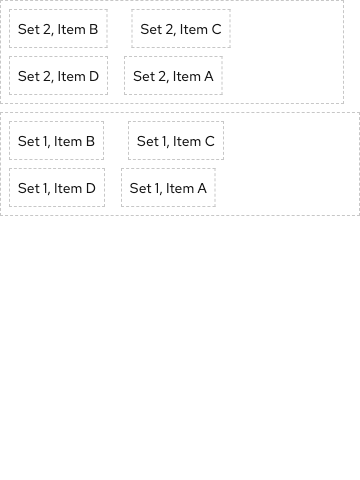 Set 2, Item B Set 2, Item C
Set 2, Item D Set 2, Item A
Set 1, Item B Set 1, Item C
Set 1, Item D Set 1, Item A